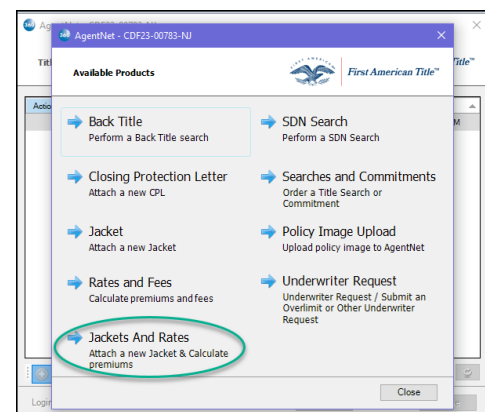 AgentNet - CDF23-00783-NJ
Available Products
FIRST AMERICAN
First American Title™
Back Title
Perform a Back Title search
SDN Search
Perform a SDN Search
Closing Protection Letter
Attach a new CPL
Searches and Commitments
Order a Title Search or
Commitment
Jacket
Attach a new Jacket
Policy Image Upload
Upload policy image to AgentNet
Rates and Fees
Calculate premiums and fees
Underwriter Request
Underwriter Request / Submit an
Overlimit or Other Underwriter
Request
Jackets And Rates
Attach a new Jacket & Calculate
premiums
Close